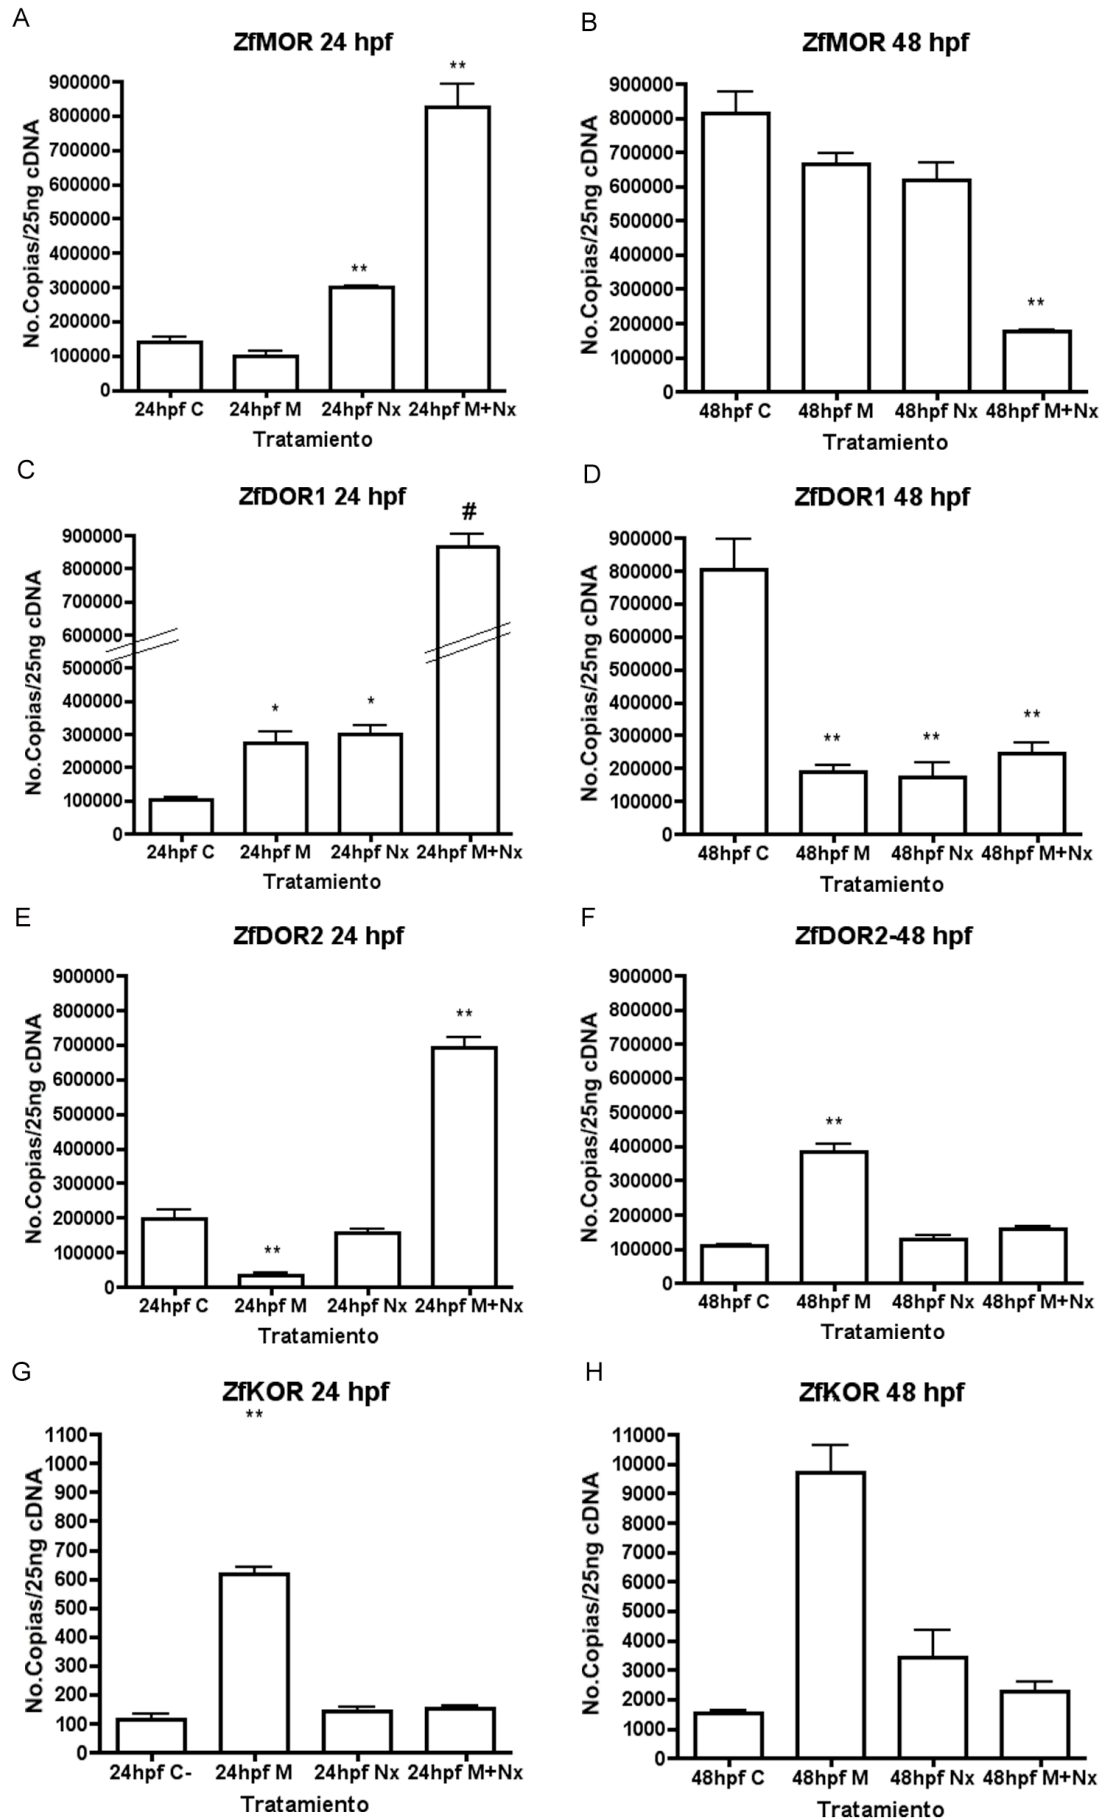 A
ZfMOR 24 hpf
**
900000
800000
700000
600000
500000
400000
300000
200000
100000
0
No.Copias/25ng cDNA
**
24hpf C 24hpf M 24hpf Nx 24hpf M+Nx
Tratamiento
B
ZfMOR 48 hpf
900000
800000
700000
600000
500000
400000
300000
200000
100000
0
No.Copias/25ng cDNA
**
48hpf C 48hpf M 48hpf Nx 48hpf M+Nx
Tratamiento
C
ZfDOR1 24 hpf
#
900000
800000
700000
600000
500000
400000
300000
200000
100000
0
No.Copias/25ng cDNA
* *
24hpf C 24hpf M 24hpf Nx 24hpf M+Nx
Tratamiento
D
ZfDOR1 48 hpf
900000
800000
700000
600000
500000
400000
300000
200000
100000
0
No.Copias/25ng cDNA
** ** **
48hpf C 48hpf M 48hpf Nx 48hpf M+Nx
Tratamiento
E
ZfDOR2 24 hpf
900000
800000
700000
600000
500000
400000
300000
200000
100000
0
No.Copias/25ng cDNA
** **
24hpf C 24hpf M 24hpf Nx 24hpf M+Nx
Tratamiento
F
ZfDOR2-48 hpf
900000
800000
700000
600000
500000
400000
300000
200000
100000
0
No.Copias/25ng cDNA
**
48hpf C 48hpf M 48hpf Nx 48hpf M+Nx
Tratamiento
G
ZfKOR 24 hpf
**
1100
1000
900
800
700
600
500
400
300
200
100
0
No.Copias/25ng cDNA
24hpf C- 24hpf M 24hpf Nx 24hpf M+Nx
Tratamiento
H
ZfKOR 48 hpf
11000
10000
9000
8000
7000
6000
5000
4000
3000
2000
1000
0
No.Copias/25ng cDNA
48hpf C 48hpf M 48hpf Nx 48hpf M+Nx
Tratamiento